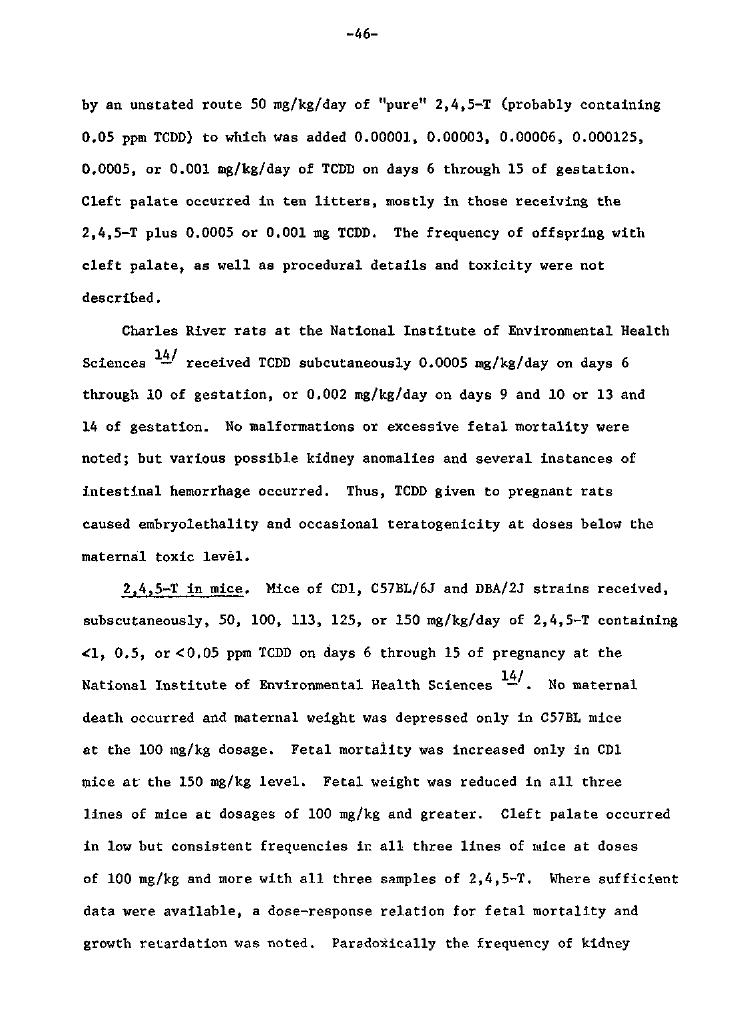 -46-
by an unstated route 50 mg/kg/day of "pure" 2,4,5-T (probably containing
0.05 ppm TCDD) to which was added 0.00001, 0.00003, 0.00006, 0.000125,
0.0005, or 0.001 mg/kg/day of TCDD on days 6 through 15 of gestation.
Cleft palate occurred in ten litters, mostly in those receiving the
2,4,5-T plus 0.0005 or 0.001 mg TCDD.  The frequency of offspring with
cleft palate, as well as procedural details and toxicity were not
described.
Charles River rats at the National Institute of Environmental Health
Sciences 14/ received TCDD subcutaneously 0.0005 mg/kg/day on days 6
through 10 of gestation, or 0.002 mg/kg/day on days 9 and 10 or 13 and
14 of gestation.  No malformations or excessive fetal mortality were
noted; but various possible kidney anomalies and several instances of
intestinal hemorrhage occurred.  Thus, TCDD given to pregnant rats
caused embryolethality and occasional teratogenicity at doses below the
maternal toxic level.
2,4,5-T in mice.  Mice of CD1, C57BL/6J and DBA/2J strains received,
subscutaneously, 50, 100, 113, 125, or 150 mg/kg/day of 2,4,5-T containing
<1, 0.5, or <0.05 ppm TCDD on days 6 through 15 of pregnancy at the
National Institute of Environmental Health Sciences 14/.  No maternal
death occurred and maternal weight was depressed only in C57BL mice
at the 100 mg/kg dosage.  Fetal mortality was increased only in CD1
mice at the 150 mg/kg level.  Fetal weight was reduced in all three
lines of mice at dosages of 100 mg/kg and greater.  Cleft palate occurred
in low but consistent frequencies in all three lines of mice at doses
of 100 mg/kg and more with all three samples of 2,4,5-T.  Where sufficient
data were available, a dose-response relation for fetal mortality and
growth retardation was noted.  Paradoxically the frequency of kidney